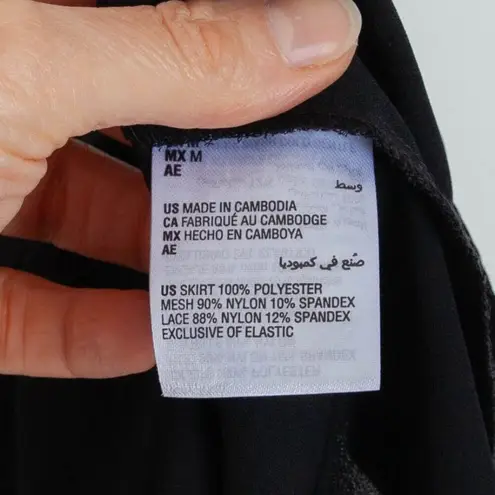 MX M
AE
وسط
US MADE IN CAMBODIA
CA FABRIQUÉ AU CAMBODGE
MX HECHO EN CAMBOYA
AE
صُنع في كمبوديا
US SKIRT 100% POLYESTER
MESH 90% NYLON 10% SPANDEX
LACE 88% NYLON 12% SPANDEX
EXCLUSIVE OF ELASTIC